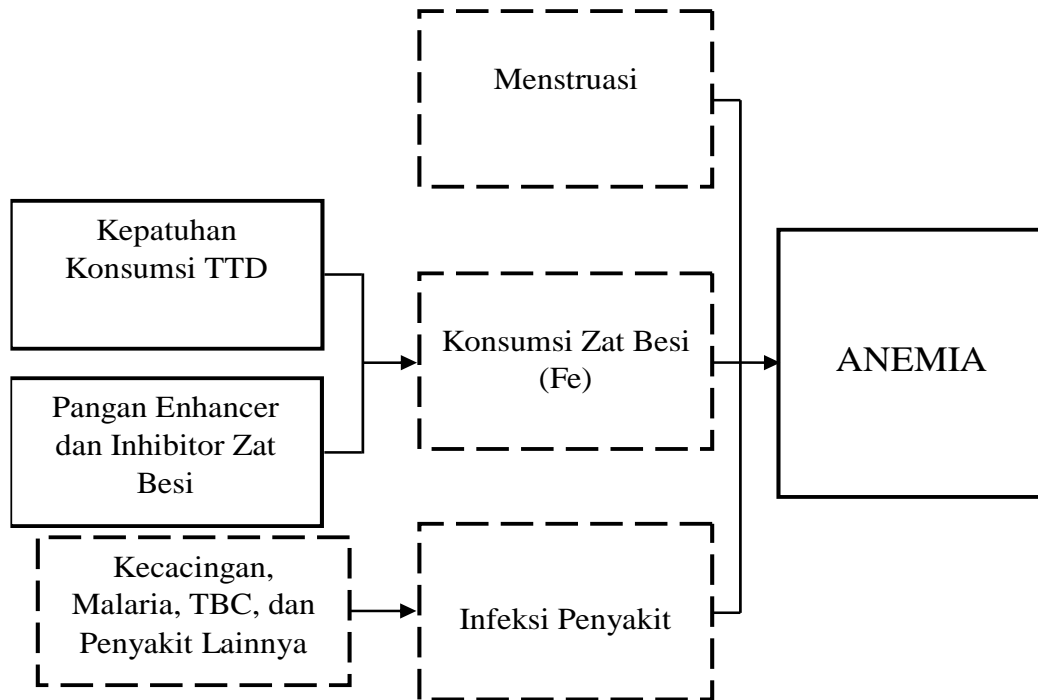 Menstruasi
Kepatuhan
Konsumsi TTD
Konsumsi Zat Besi
(Fe)
ANEMIA
Pangan Enhancer
dan Inhibitor Zat
Besi
Kecacingan,
Malaria, TBC, dan
Penyakit Lainnya
Infeksi Penyakit